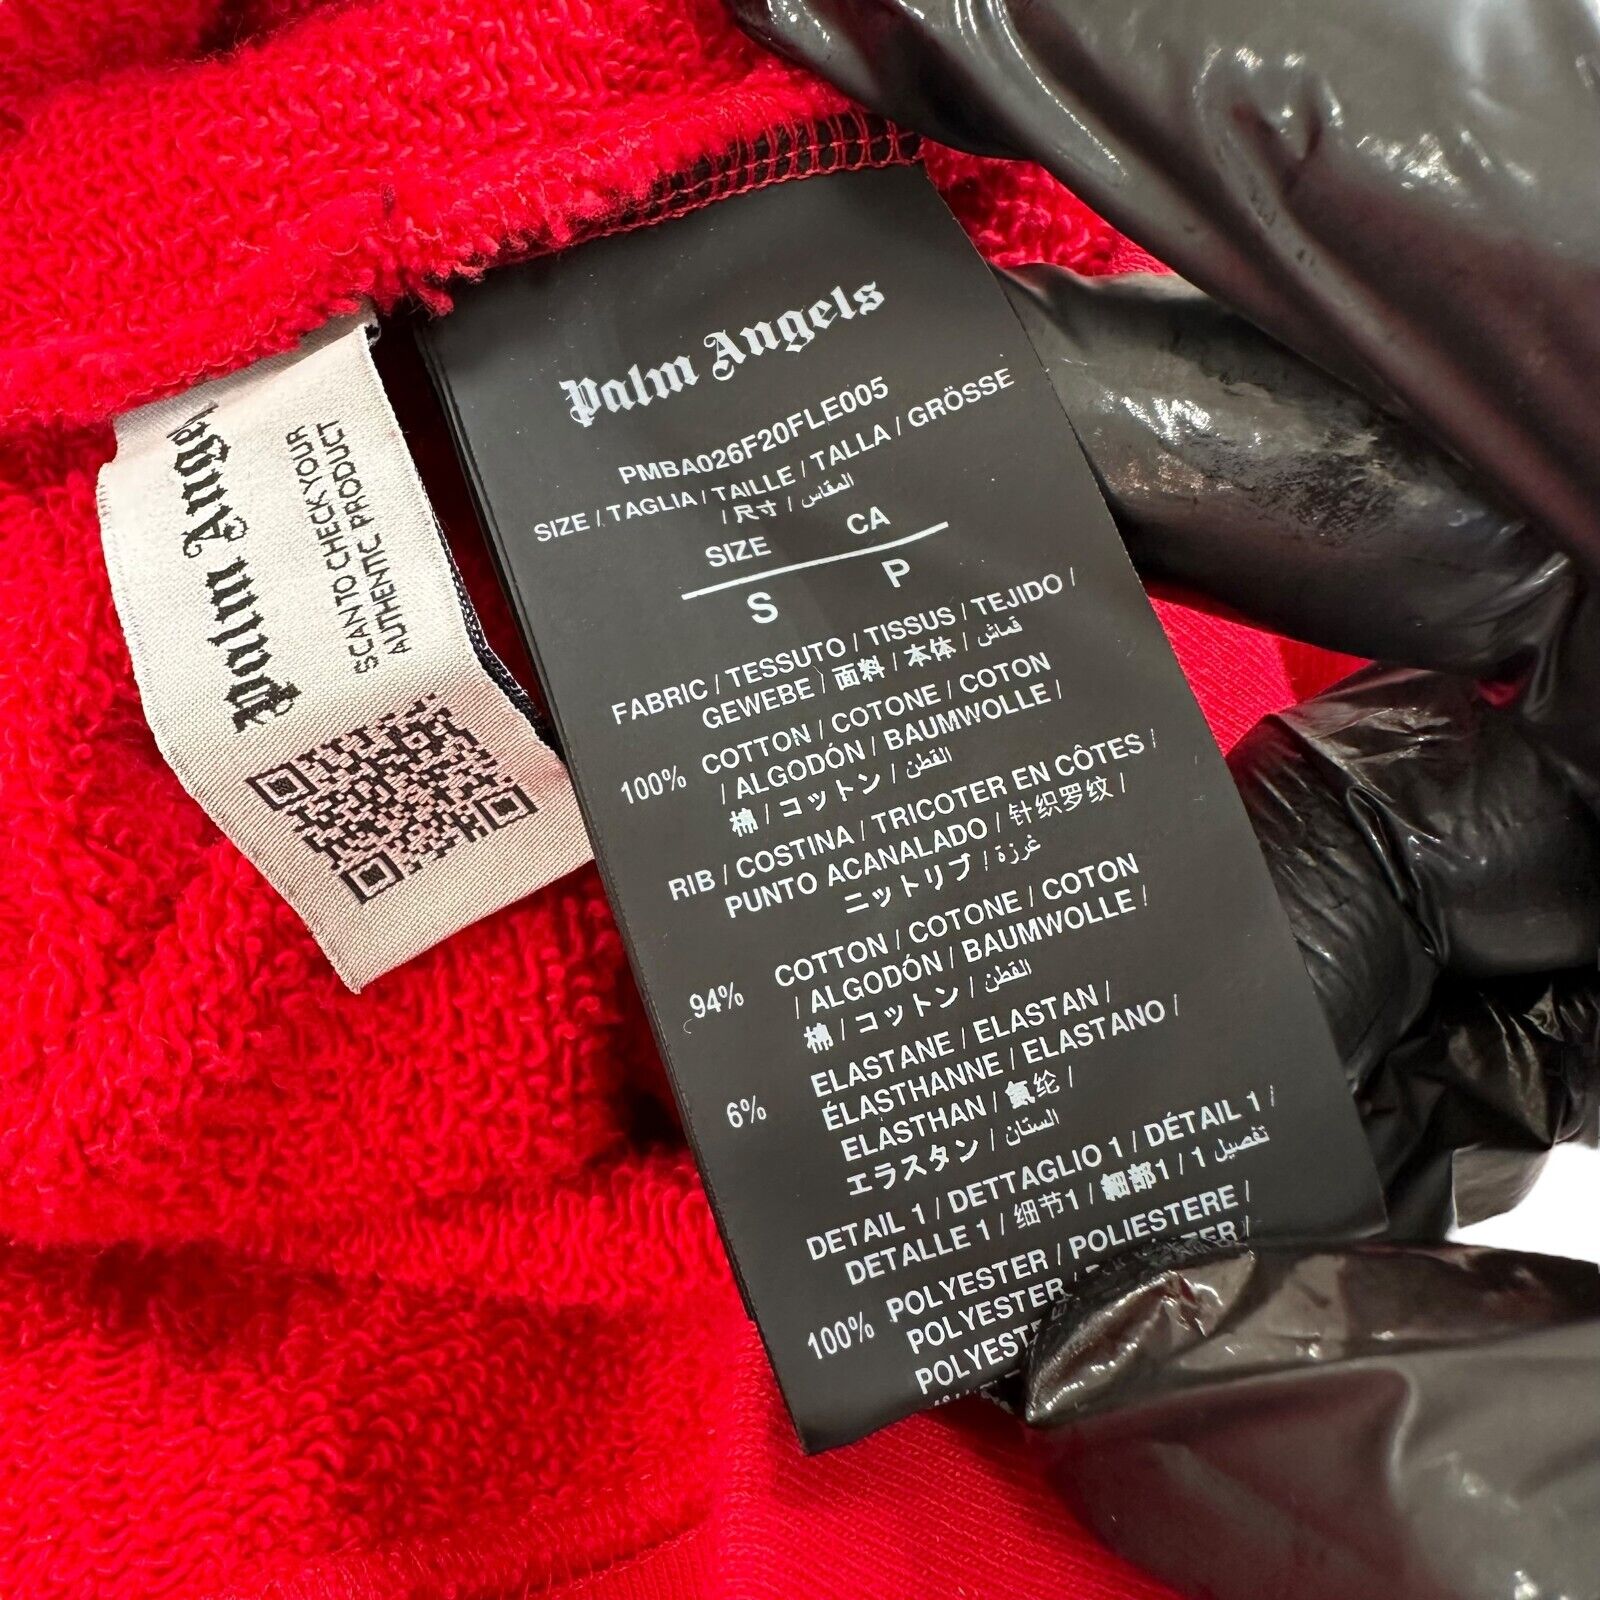 Palm Angels
SCAN TO CHECK YOUR
AUTHENTIC PRODUCT
Palm Angels
PMBA026F20FLE005
SIZE / TAGLIA / TAILLE / TALLA / GRÖSSE
/ 尺寸 / المقاس
SIZE CA
S P
FABRIC / TESSUTO / TISSUS / TEJIDO /
GEWEBE / 面料 / 本体 / قماش
100% COTTON / COTONE / COTON
/ ALGODÓN / BAUMWOLLE /
棉 / コットン / القطن
RIB / COSTINA / TRICOTER EN CÔTES /
PUNTO ACANALADO / 针织罗纹 /
ニットリブ / غرزة
94% COTTON / COTONE / COTON
/ ALGODÓN / BAUMWOLLE /
棉 / コットン / القطن
6% ELASTANE / ELASTAN /
ÉLASTHANNE / ELASTANO /
ELASTHAN / 氨纶 /
エラスタン / الستان
DETAIL 1 / DETTAGLIO 1 / DÉTAIL 1 /
DETALLE 1 / 细节1 / 細部1 / 1 تفصيل
100% POLYESTER / POLIESTERE /
POLYESTER /